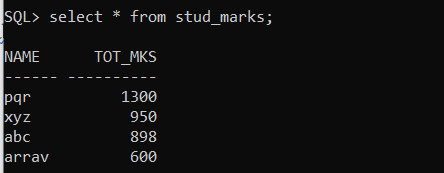 SQL> select * from stud_marks;
NAME TOT_MKS
------ ----------
pqr 1300
xyz 950
abc 898
arrav 600